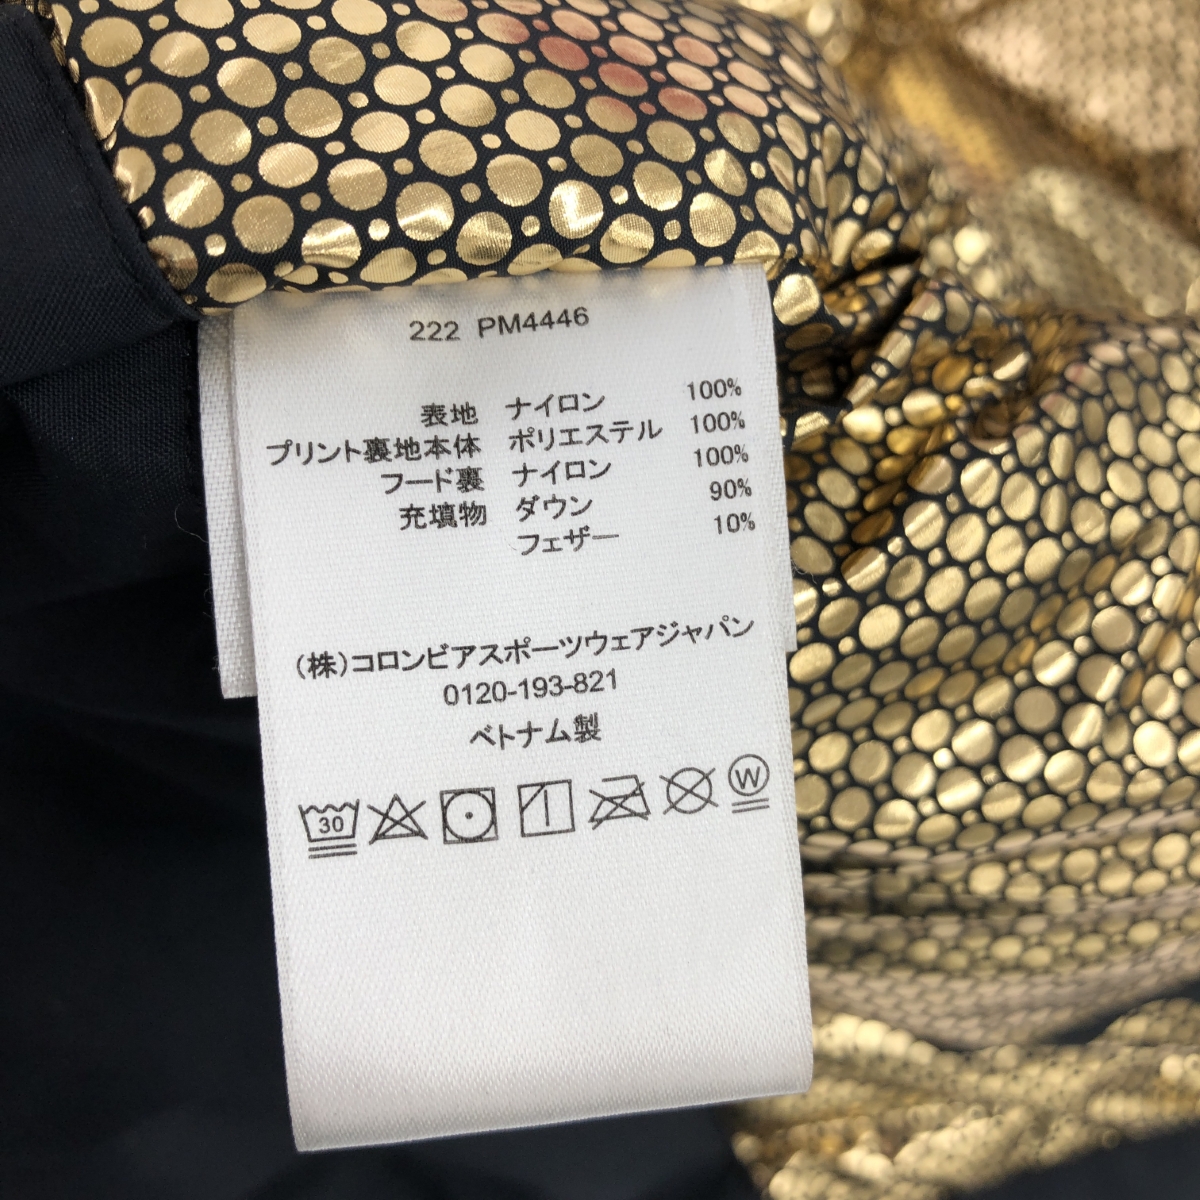 222 PM4446
表地 ナイロン 100%
プリント裏地本体 ポリエステル 100%
フード裏 ナイロン 100%
充填物 ダウン 90%
フェザー 10%
(株)コロンビアスポーツウェアジャパン
0120-193-821
ベトナム製
30 W